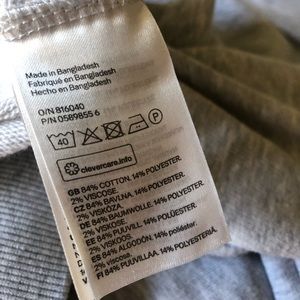 Made in Bangladesh
Fabriqué en Bangladesh
Hecho en Bangladesh
O/N 816040
P/N 0589855 6
40
clevercare.info
GB 84% COTTON. 14% POLYESTER.
2% VISCOSE.
CZ 84% BAVLNA. 14% POLYESTER.
2% VISKÓZA.
DE 84% BAUMWOLLE. 14% POLYESTER.
2% VISKOSE.
EE 84% PUUVILL. 14% POLÜESTER.
2% VISKOOS.
ES 84% ALGODÓN. 14% poliéster.
2% viscosa.
FI 84% PUUVILLAA. 14% POLYESTERIA.